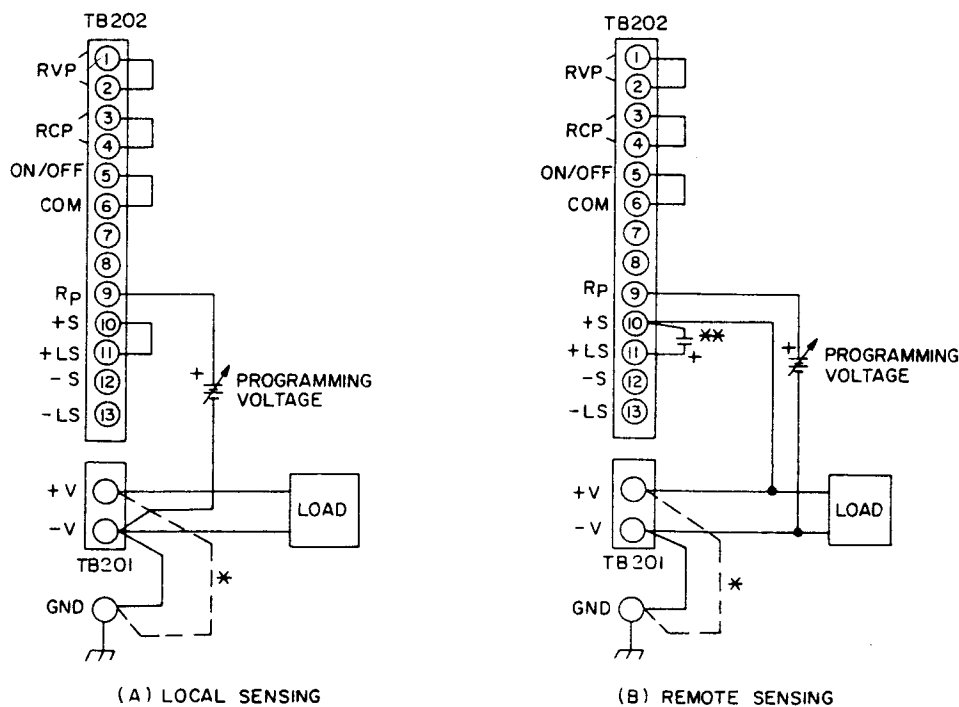 TB202
RVP 1
2
RCP 3
4
ON/OFF 5
COM 6
7
8
RP 9
+S 10
+LS 11
-S 12
-LS 13
+
PROGRAMMING
VOLTAGE
+V
-V
LOAD
TB201
*
GND
(A) LOCAL SENSING
TB202
RVP 1
2
RCP 3
4
ON/OFF 5
COM 6
7
8
RP 9
+S 10
**
+LS 11
+
-S 12
-LS 13
+
PROGRAMMING
VOLTAGE
+V
-V
LOAD
TB201
*
GND
(B) REMOTE SENSING